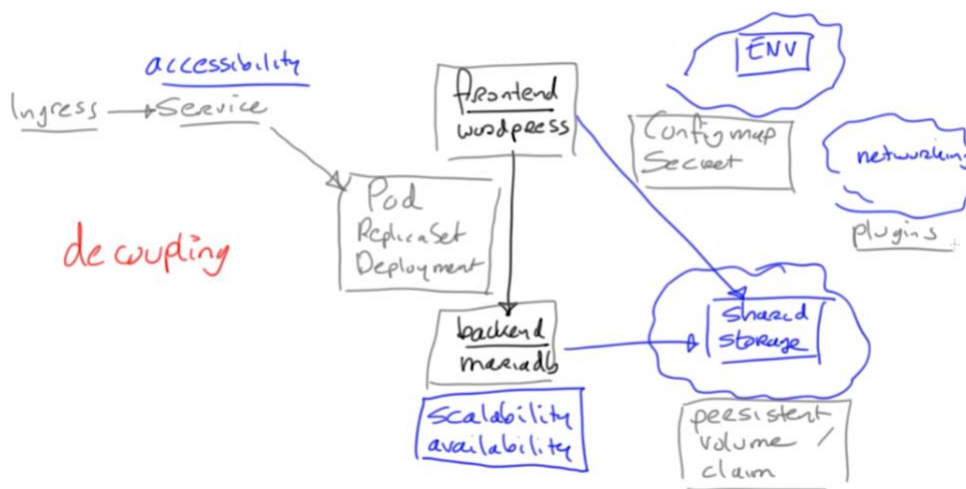 accessibility
Ingress
Service
decoupling
Pod
ReplicaSet
Deployment
frontend
wordpress
backend
mariadb
scalability
availability
ENV
Configmap
Secret
networking
plugins
shared
storage
persistent
volume /
claim